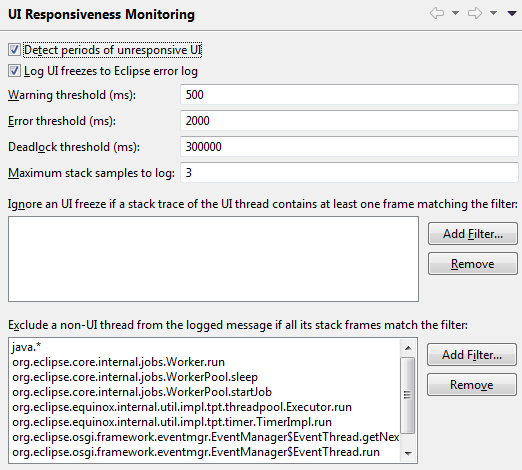 UI Responsiveness Monitoring
Detect periods of unresponsive UI
Log UI freezes to Eclipse error log
Warning threshold (ms): 500
Error threshold (ms): 2000
Deadlock threshold (ms): 300000
Maximum stack samples to log: 3
Ignore an UI freeze if a stack trace of the UI thread contains at least one frame matching the filter:
Add Filter...
Remove
Exclude a non-UI thread from the logged message if all its stack frames match the filter:
java.*
Add Filter...
org.eclipse.core.internal.jobs.Worker.run
org.eclipse.core.internal.jobs.WorkerPool.sleep
Remove
org.eclipse.core.internal.jobs.WorkerPool.startJob
org.eclipse.equinox.internal.util.impl.tpt.threadpool.Executor.run
org.eclipse.equinox.internal.util.impl.tpt.timer.TimerImpl.run
org.eclipse.osgi.framework.eventmgr.EventManager$EventThread.getNex
org.eclipse.osgi.framework.eventmgr.EventManager$EventThread.run